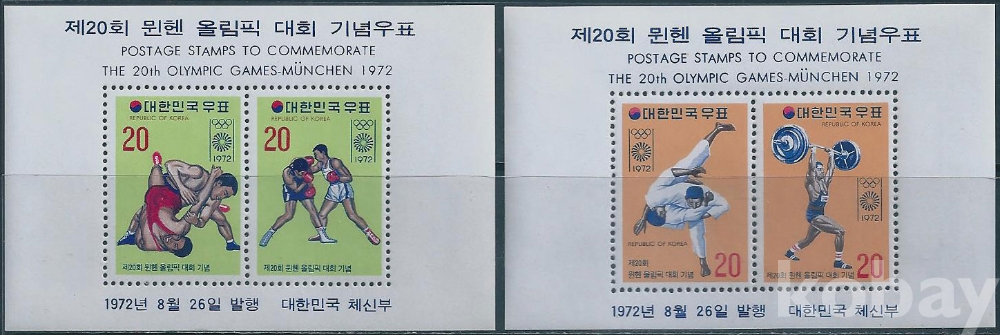 제20회 뮌헨 올림픽 대회 기념우표
POSTAGE STAMPS TO COMMEMORATE
THE 20th OLYMPIC GAMES-MÜNCHEN 1972
대한민국우표
REPUBLIC OF KOREA
20
1972
제20회
뮌헨 올림픽 대회 기념
대한민국우표
REPUBLIC OF KOREA
20
1972
제20회 뮌헨 올림픽 대회 기념
1972년 8월 26일 발행 대한민국 체신부
제20회 뮌헨 올림픽 대회 기념우표
POSTAGE STAMPS TO COMMEMORATE
THE 20th OLYMPIC GAMES-MÜNCHEN 1972
대한민국우표
1972
REPUBLIC OF KOREA
제20회
뮌헨 올림픽 대회 기념
20
대한민국우표
REPUBLIC OF KOREA
1972
제20회
뮌헨 올림픽 대회 기념
20
1972년 8월 26일 발행 대한민국 체신부
kobay